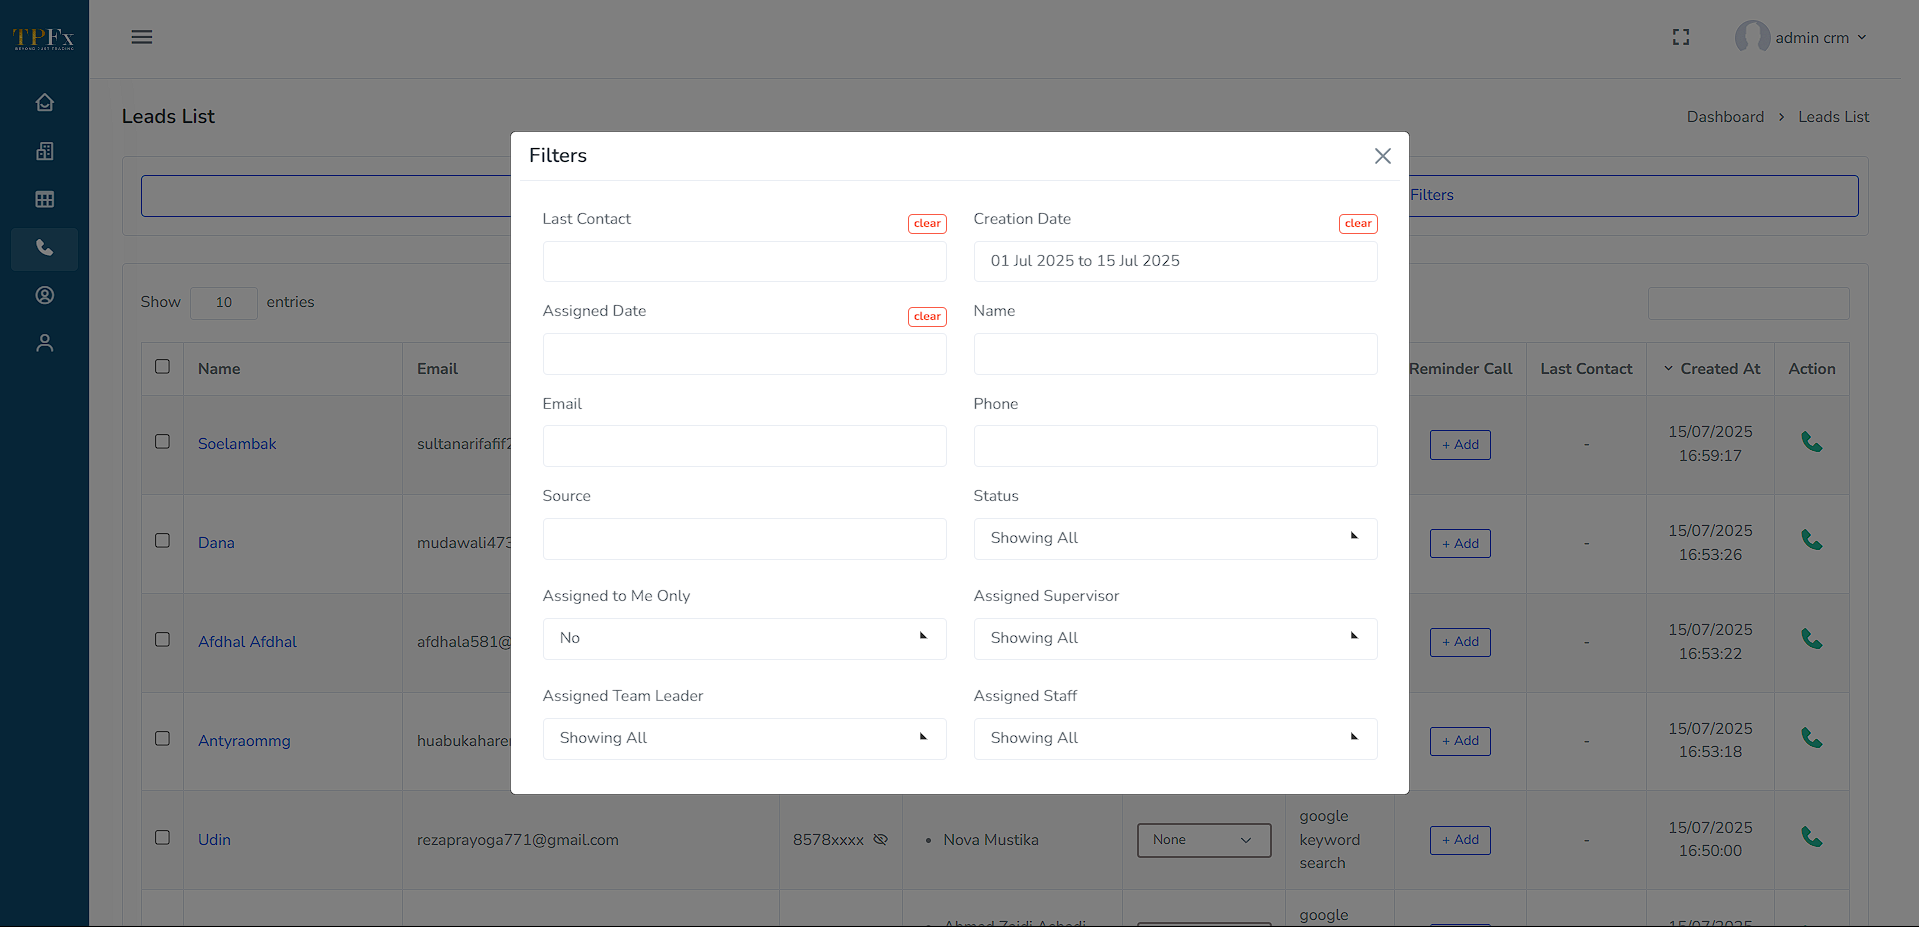 TPFx
BEYOND JUST TRADING
admin crm
Leads List
Dashboard > Leads List
Filters
Filters
Last Contact
clear
Creation Date
clear
01 Jul 2025 to 15 Jul 2025
Assigned Date
clear
Name
Email
Phone
Source
Status
Showing All
Assigned to Me Only
No
Assigned Supervisor
Showing All
Assigned Team Leader
Showing All
Assigned Staff
Showing All
Show 10 entries
Name
Email
Reminder Call
Last Contact
Created At
Action
Soelambak
+ Add
-
15/07/2025
16:59:17
Dana
mudawali473
+ Add
-
15/07/2025
16:53:26
Afdhal Afdhal
afdhala581@
+ Add
-
15/07/2025
16:53:22
Antyraommg
+ Add
-
15/07/2025
16:53:18
Udin
rezaprayoga771@gmail.com
8578xxxx
• Nova Mustika
None
google
keyword
search
+ Add
-
15/07/2025
16:50:00
google
15/07/2025